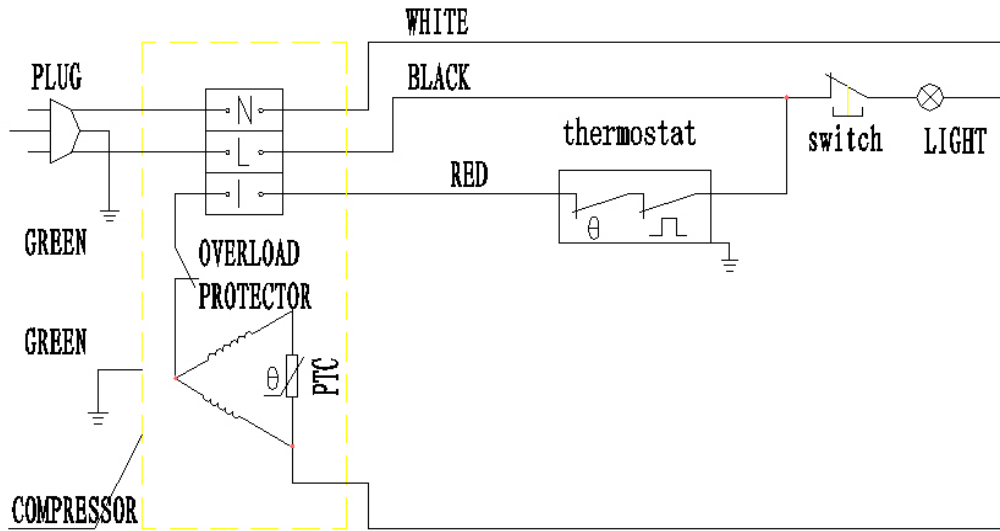 WHITE
PLUG
BLACK
N
thermostat
switch
LIGHT
L
RED
I
θ
GREEN
OVERLOAD
PROTECTOR
GREEN
θ
PTC
COMPRESSOR